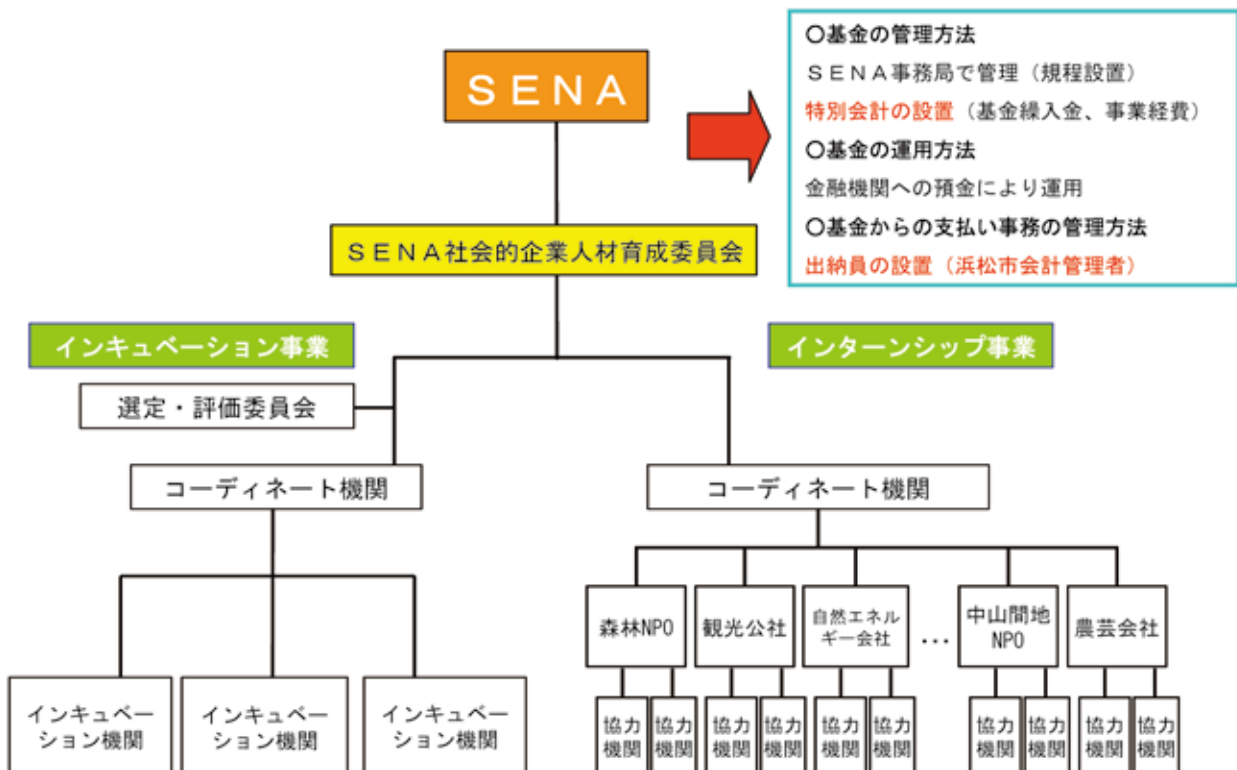 ＳＥＮＡ
〇基金の管理方法
ＳＥＮＡ事務局で管理（規程設置）
特別会計の設置（基金繰入金、事業経費）
〇基金の運用方法
金融機関への預金により運用
〇基金からの支払い事務の管理方法
出納員の設置（浜松市会計管理者）
ＳＥＮＡ社会的企業人材育成委員会
インキュベーション事業
インターンシップ事業
選定・評価委員会
コーディネート機関
コーディネート機関
森林NPO
観光公社
自然エネル
ギー会社
…
中山間地
NPO
農芸会社
インキュベー
ション機関
インキュベー
ション機関
インキュベー
ション機関
協力
機関
協力
機関
協力
機関
協力
機関
協力
機関
協力
機関
協力
機関
協力
機関
協力
機関
協力
機関